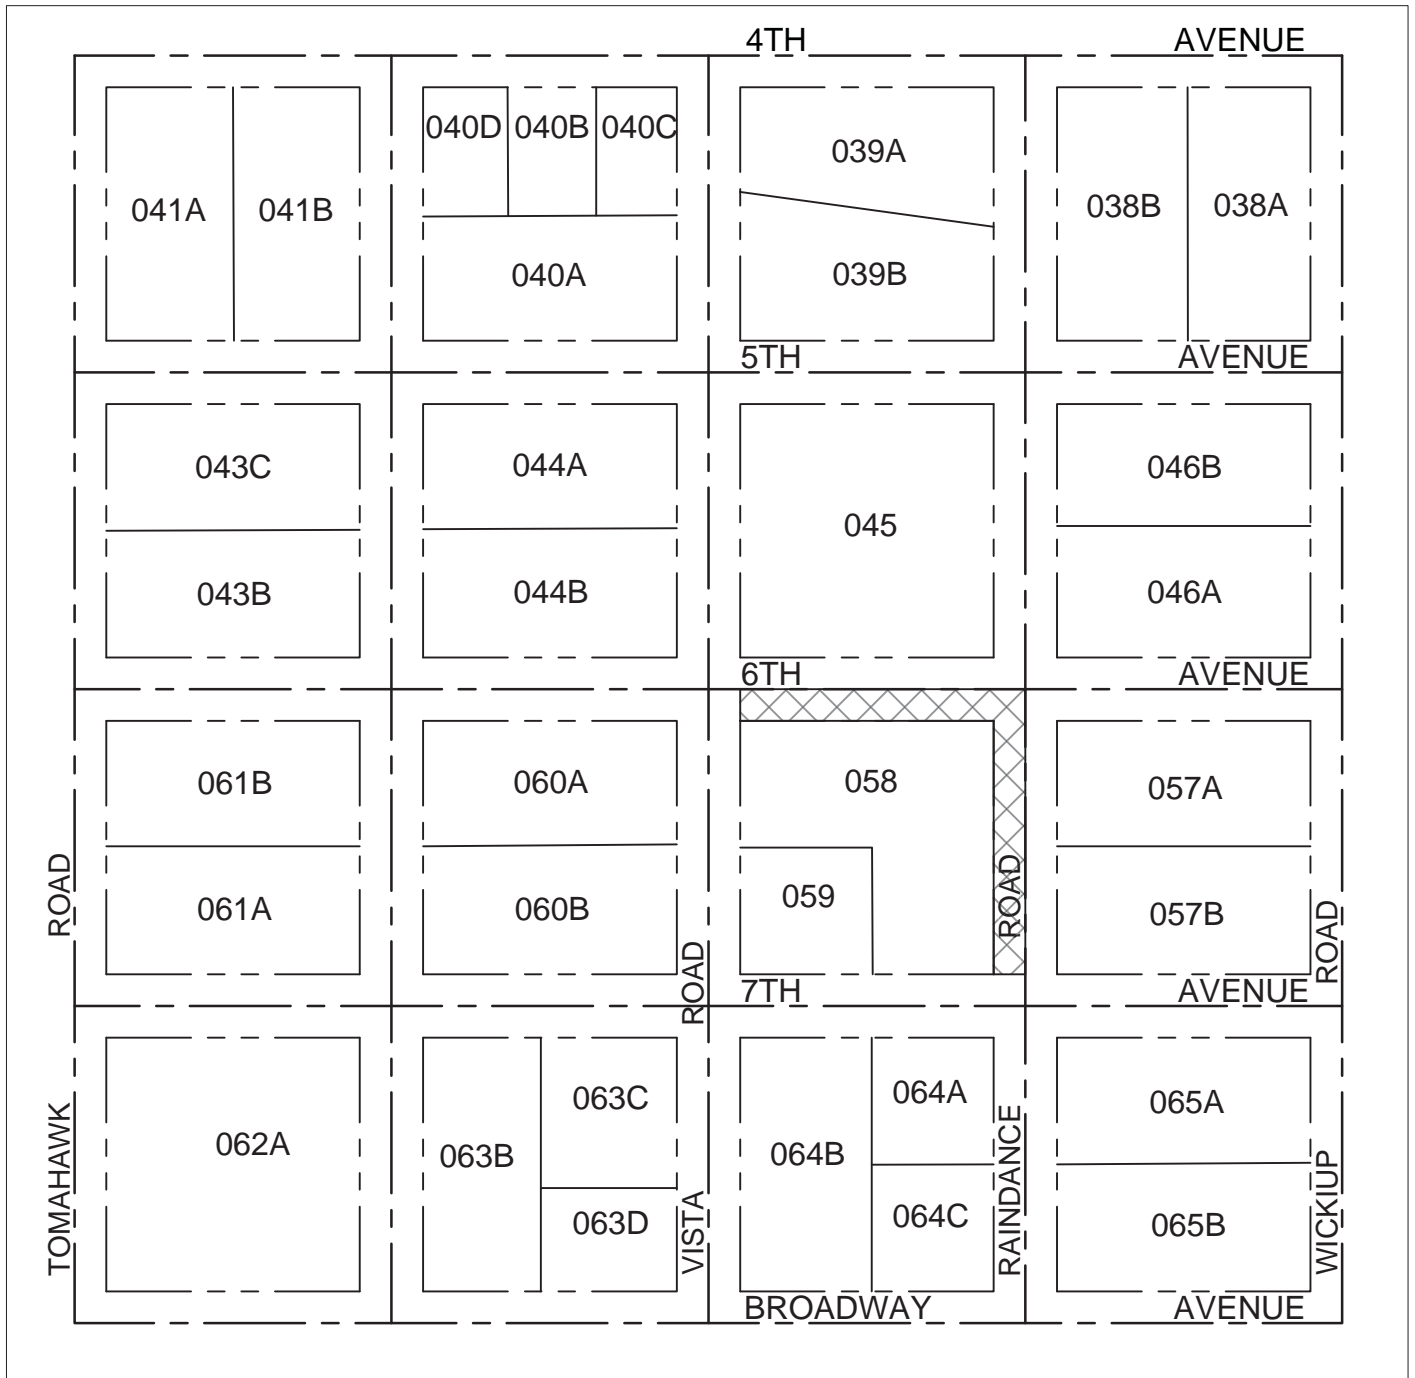 4TH AVENUE
040D 040B 040C
039A
041A 041B
038B 038A
040A
039B
5TH AVENUE
043C
044A
046B
045
043B
044B
046A
6TH AVENUE
061B
060A
058
057A
061A
060B
059
057B
7TH AVENUE
063C
064A
065A
062A
063B
064B
063D
064C
065B
BROADWAY AVENUE
TOMAHAWK ROAD
VISTA ROAD
RAINDANCE ROAD
WICKIUP ROAD